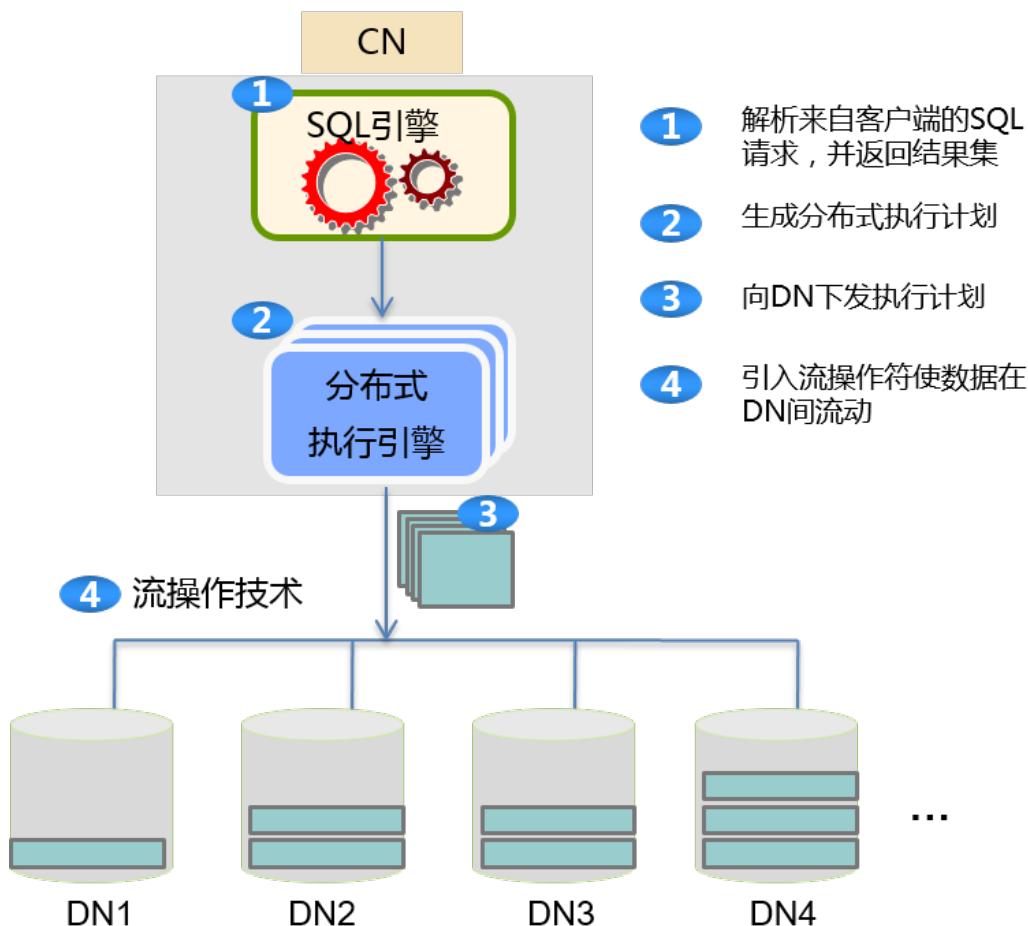 CN
1
SQL引擎
2
分布式
执行引擎
3
4 流操作技术
DN1
DN2
DN3
DN4
...
1 解析来自客户端的SQL
请求，并返回结果集
2 生成分布式执行计划
3 向DN下发执行计划
4 引入流操作符使数据在
DN间流动